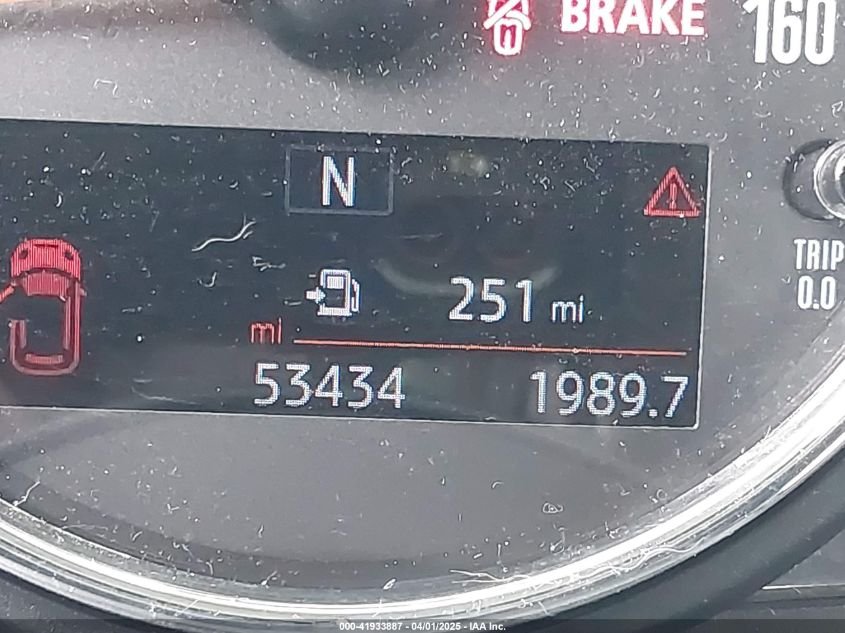 BRAKE 160
N
TRIP
0.0
251 mi
mi
53434 1989.7
000-41933887 - 04/01/2025 - IAA Inc.